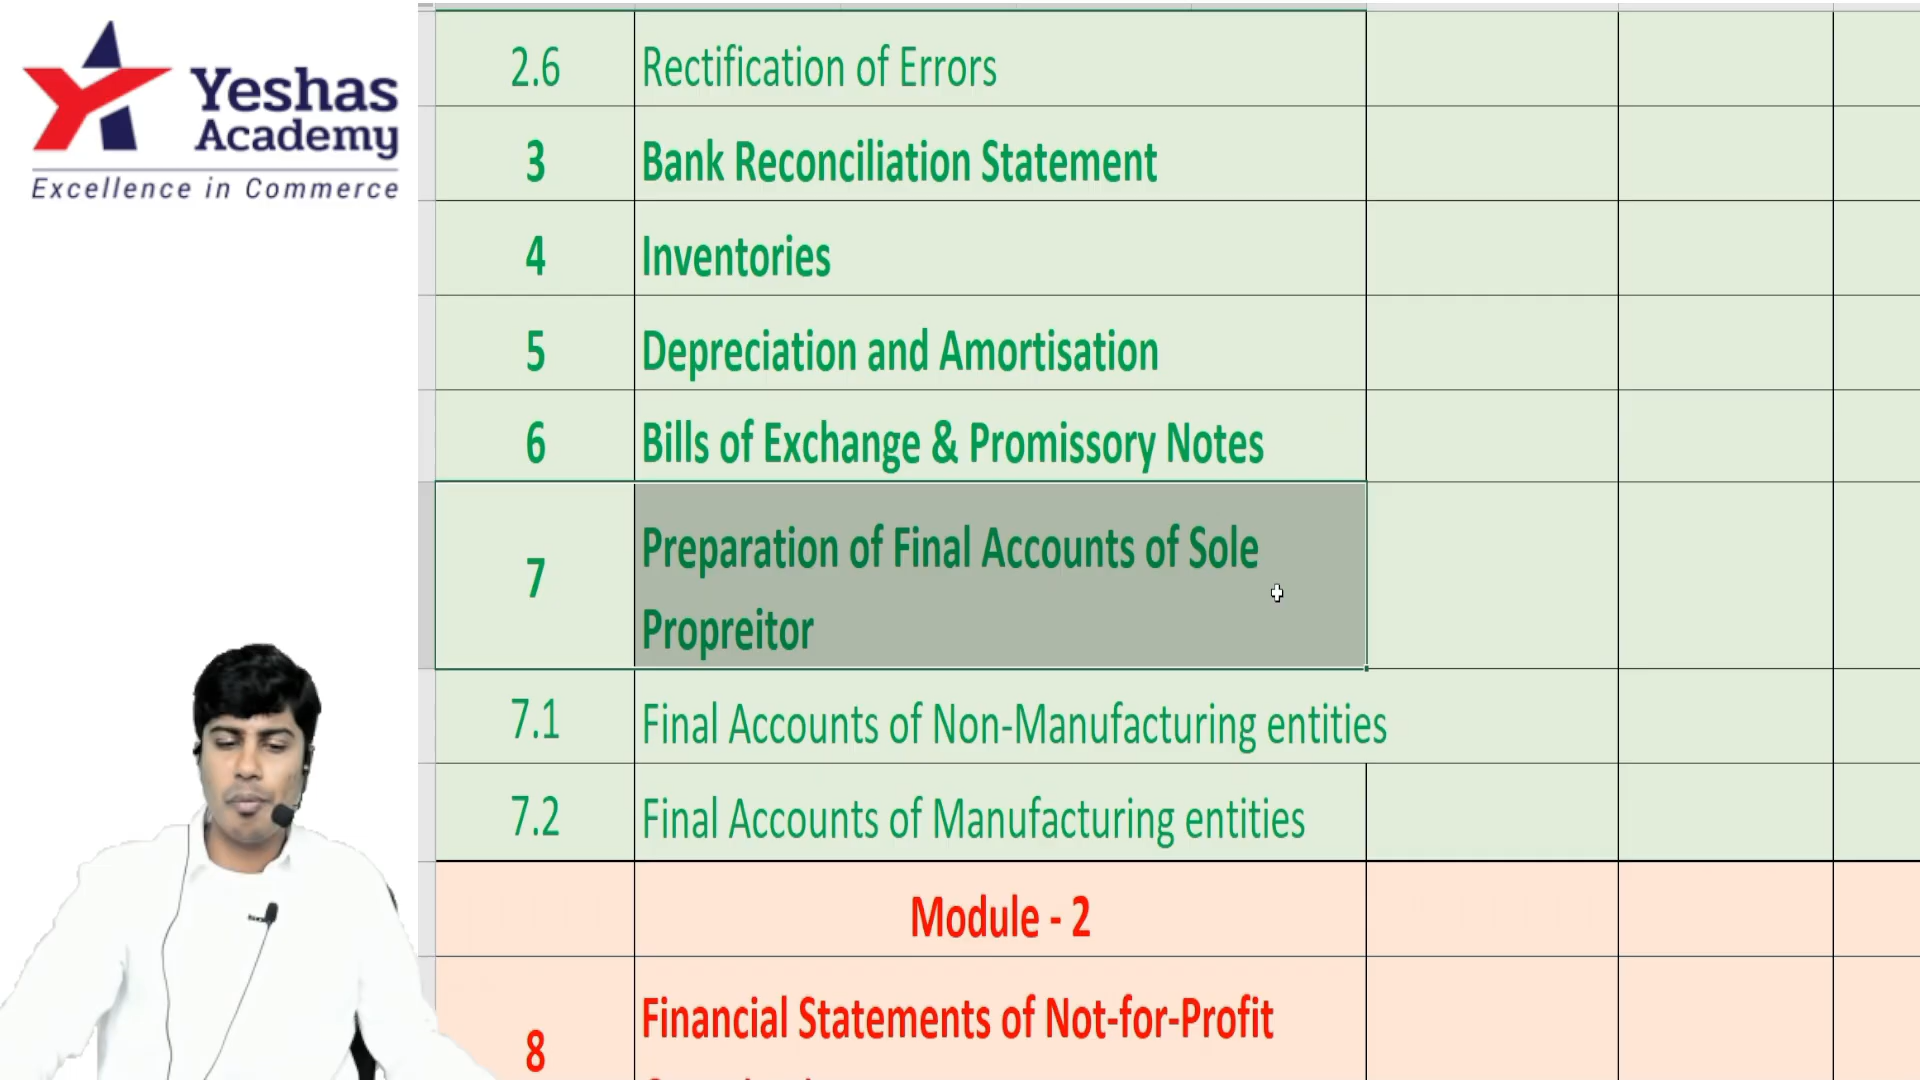 Yeshas
Academy
Excellence in Commerce
2.6 Rectification of Errors
3 Bank Reconciliation Statement
4 Inventories
5 Depreciation and Amortisation
6 Bills of Exchange & Promissory Notes
7 Preparation of Final Accounts of Sole
Propreitor
7.1 Final Accounts of Non-Manufacturing entities
7.2 Final Accounts of Manufacturing entities
Module - 2
8 Financial Statements of Not-for-Profit